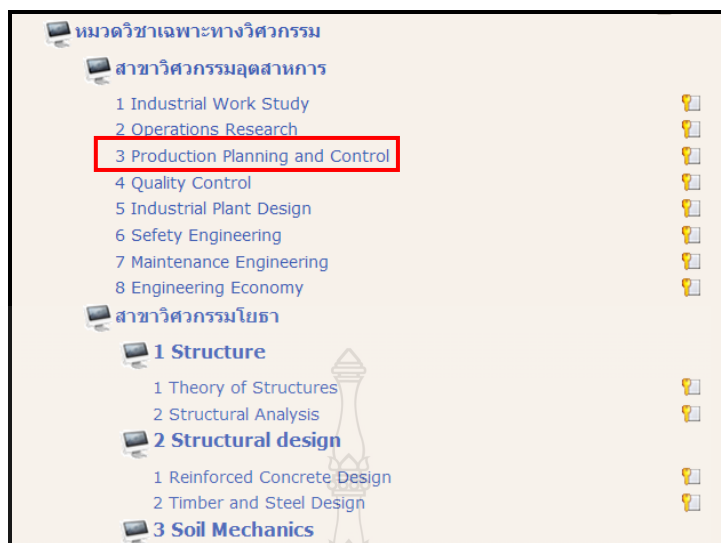 หมวดวิชาเฉพาะทางวิศวกรรม
สาขาวิศวกรรมอุตสาหการ
1 Industrial Work Study
2 Operations Research
3 Production Planning and Control
4 Quality Control
5 Industrial Plant Design
6 Sefety Engineering
7 Maintenance Engineering
8 Engineering Economy
สาขาวิศวกรรมโยธา
1 Structure
1 Theory of Structures
2 Structural Analysis
2 Structural design
1 Reinforced Concrete Design
2 Timber and Steel Design
3 Soil Mechanics